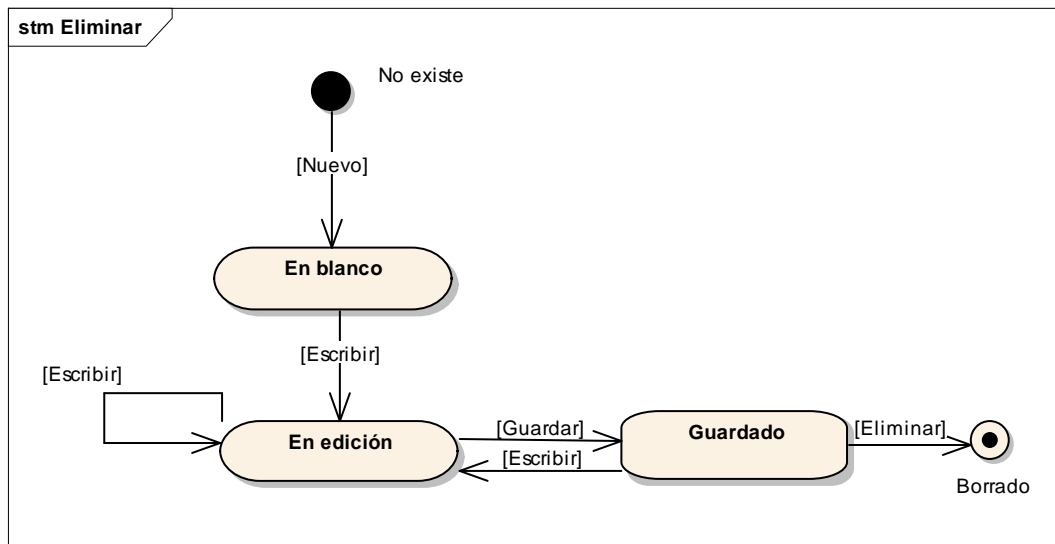 stm Eliminar
No existe
[Nuevo]
En blanco
[Escribir]
[Escribir]
En edición
[Guardar]
[Escribir]
Guardado
[Eliminar]
Borrado